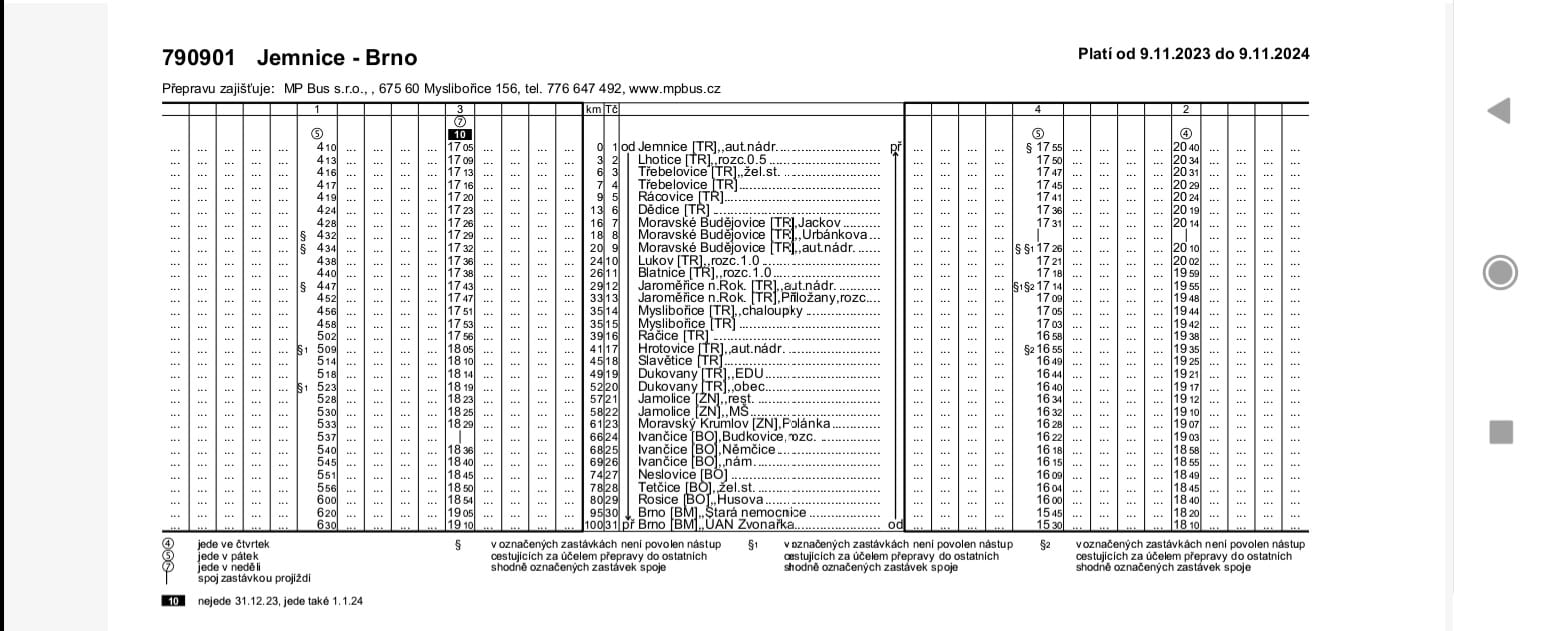 790901 Jemnice - Brno
Platí od 9.11.2023 do 9.11.2024
Přepravu zajišťuje: MP Bus s.r.o., , 675 60 Myslibořice 156, tel. 776 647 492, www.mpbus.cz
1 3 km Tč 4 2
⑦
⑤ 10 ⑤ ④
4 10 17 05 0 1 od Jemnice [TR],,aut.nádr. př § 17 55 20 40
4 13 17 09 3 2 Lhotice [TR],,rozc.0.5 17 50 20 34
4 16 17 13 6 3 Třebelovice [TR],,žel.st. 17 47 20 31
4 17 17 16 7 4 Třebelovice [TR] 17 45 20 29
4 19 17 20 9 5 Rácovice [TR] 17 41 20 24
4 24 17 23 13 6 Dědice [TR] 17 36 20 19
4 28 17 26 16 7 Moravské Budějovice [TR],Jackov 17 31 20 14
§ 4 32 17 29 18 8 Moravské Budějovice [TR],,Urbánkova | |
§ 4 34 17 32 20 9 Moravské Budějovice [TR],,aut.nádr. § §1 17 26 20 10
4 38 17 36 24 10 Lukov [TR],,rozc.1.0 17 21 20 02
4 40 17 38 26 11 Blatnice [TR],,rozc.1.0 17 18 19 59
§ 4 47 17 43 29 12 Jaroměřice n.Rok. [TR],,aut.nádr. §1§2 17 14 19 55
4 52 17 47 33 13 Jaroměřice n.Rok. [TR],Příložany,rozc. 17 09 19 48
4 56 17 51 35 14 Myslibořice [TR],,chaloupky 17 05 19 44
4 58 17 53 35 15 Myslibořice [TR] 17 03 19 42
5 02 17 56 39 16 Račice [TR] 16 58 19 38
§1 5 09 18 05 41 17 Hrotovice [TR],,aut.nádr. §2 16 55 19 35
5 14 18 10 45 18 Slavětice [TR] 16 49 19 25
5 18 18 14 49 19 Dukovany [TR],,EDU 16 44 19 21
§1 5 23 18 19 52 20 Dukovany [TR],,obec 16 40 19 17
5 28 18 23 57 21 Jamolice [ZN],,rest. 16 34 19 12
5 30 18 25 58 22 Jamolice [ZN],,MŠ 16 32 19 10
5 33 18 29 61 23 Moravský Krumlov [ZN],Polánka 16 28 19 07
5 37 | 66 24 Ivančice [BO],Budkovice,rozc. 16 22 19 03
5 40 18 36 68 25 Ivančice [BO],Němčice 16 18 18 58
5 45 18 40 69 26 Ivančice [BO],,nám. 16 15 18 55
5 51 18 45 74 27 Neslovice [BO] 16 09 18 49
5 56 18 50 78 28 Tetčice [BO],,žel.st. 16 04 18 45
6 00 18 54 80 29 Rosice [BO],,Husova 16 00 18 40
6 20 19 05 95 30 Brno [BM],,Stará nemocnice 15 45 18 20
6 30 19 10 100 31 př Brno [BM],,ÚAN Zvonařka od 15 30 18 10
④ jede ve čtvrtek
⑤ jede v pátek
⑦ jede v neděli
| spoj zastávkou projíždí
§ v označených zastávkách není povolen nástup
cestujících za účelem přepravy do ostatních
shodně označených zastávek spoje
§1 v označených zastávkách není povolen nástup
cestujících za účelem přepravy do ostatních
shodně označených zastávek spoje
§2 v označených zastávkách není povolen nástup
cestujících za účelem přepravy do ostatních
shodně označených zastávek spoje
10 nejede 31.12.23, jede také 1.1.24